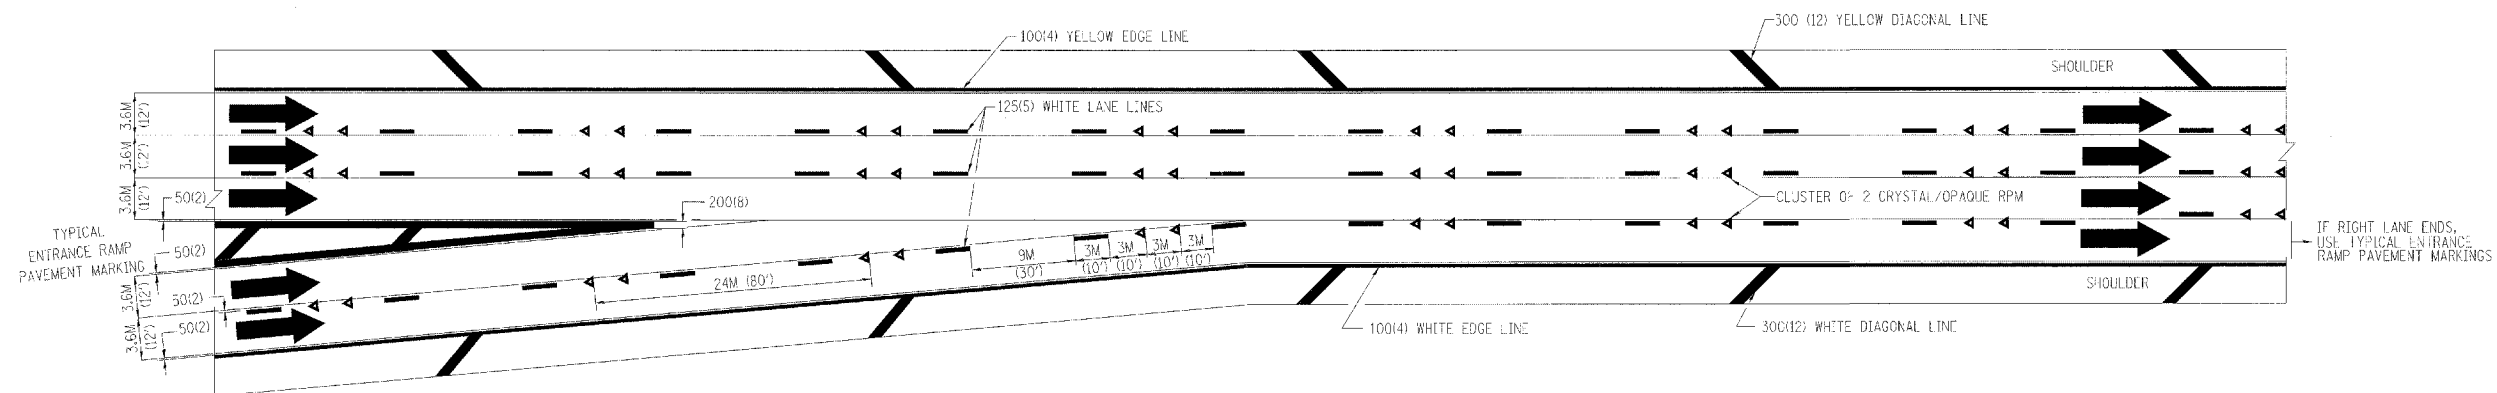 300 (12) YELLOW DIAGONAL LINE
100(4) YELLOW EDGE LINE
SHOULDER
3.6M
(12')
125(5) WHITE LANE LINES
3.6M
(12')
3.6M
(12')
50(2)
200(8)
CLUSTER OF 2 CRYSTAL/OPAQUE RPM
TYPICAL
ENTRANCE RAMP
PAVEMENT MARKING
50(2)
IF RIGHT LANE ENDS,
USE TYPICAL ENTRANCE
RAMP PAVEMENT MARKINGS
9M
(30')
3M
(10')
3M
(10')
3M
(10')
3M
(10')
24M (80')
3.6M
(12')
50(2)
3.6M
(12')
50(2)
SHOULDER
100(4) WHITE EDGE LINE
300(12) WHITE DIAGONAL LINE